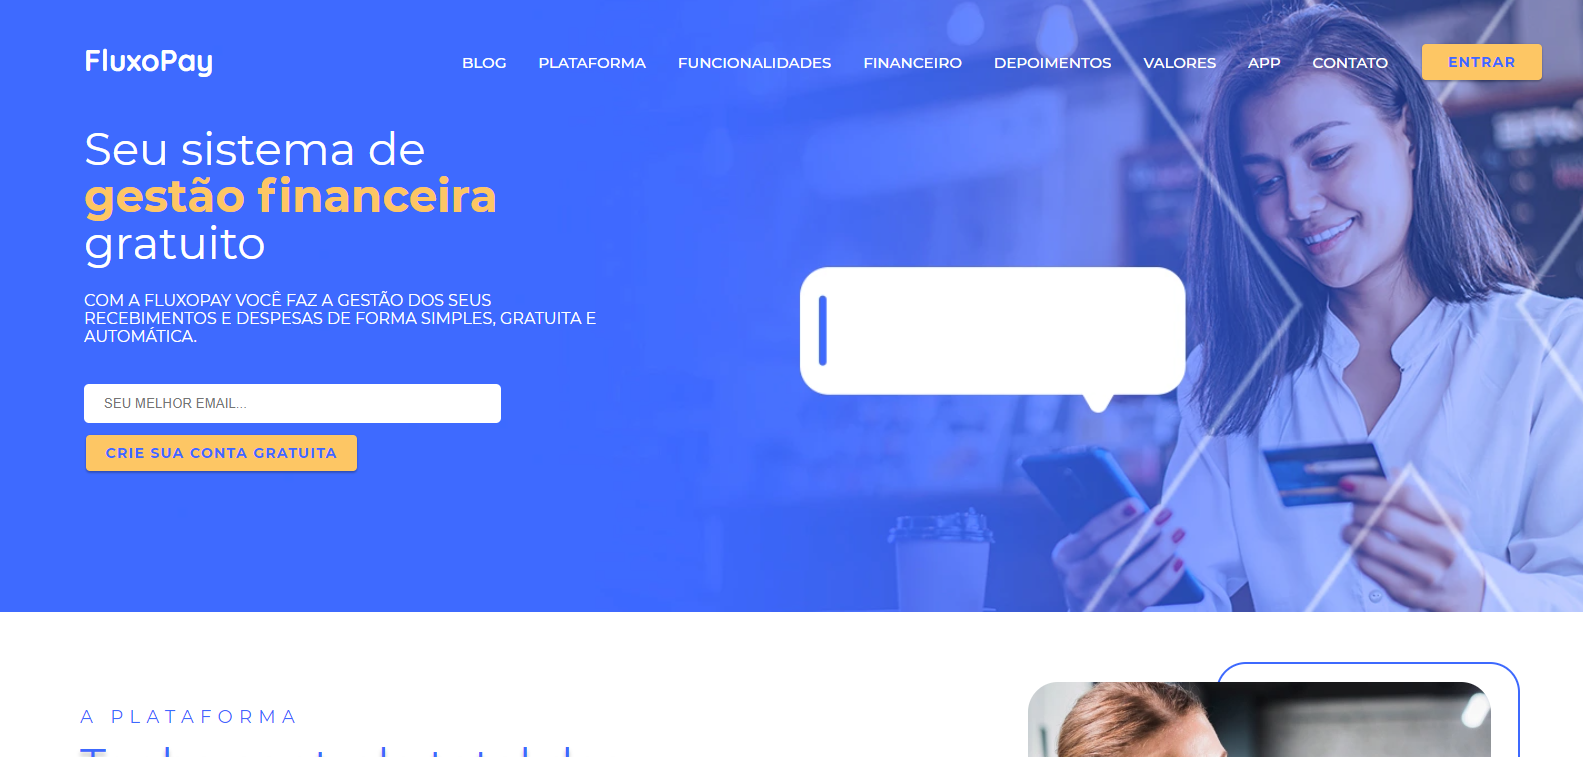 FluxoPay
BLOG PLATAFORMA FUNCIONALIDADES FINANCEIRO DEPOIMENTOS VALORES APP CONTATO ENTRAR
Seu sistema de
gestão financeira
gratuito
COM A FLUXOPAY VOCÊ FAZ A GESTÃO DOS SEUS
RECEBIMENTOS E DESPESAS DE FORMA SIMPLES, GRATUITA E
AUTOMÁTICA.
SEU MELHOR EMAIL...
CRIE SUA CONTA GRATUITA
A PLATAFORMA